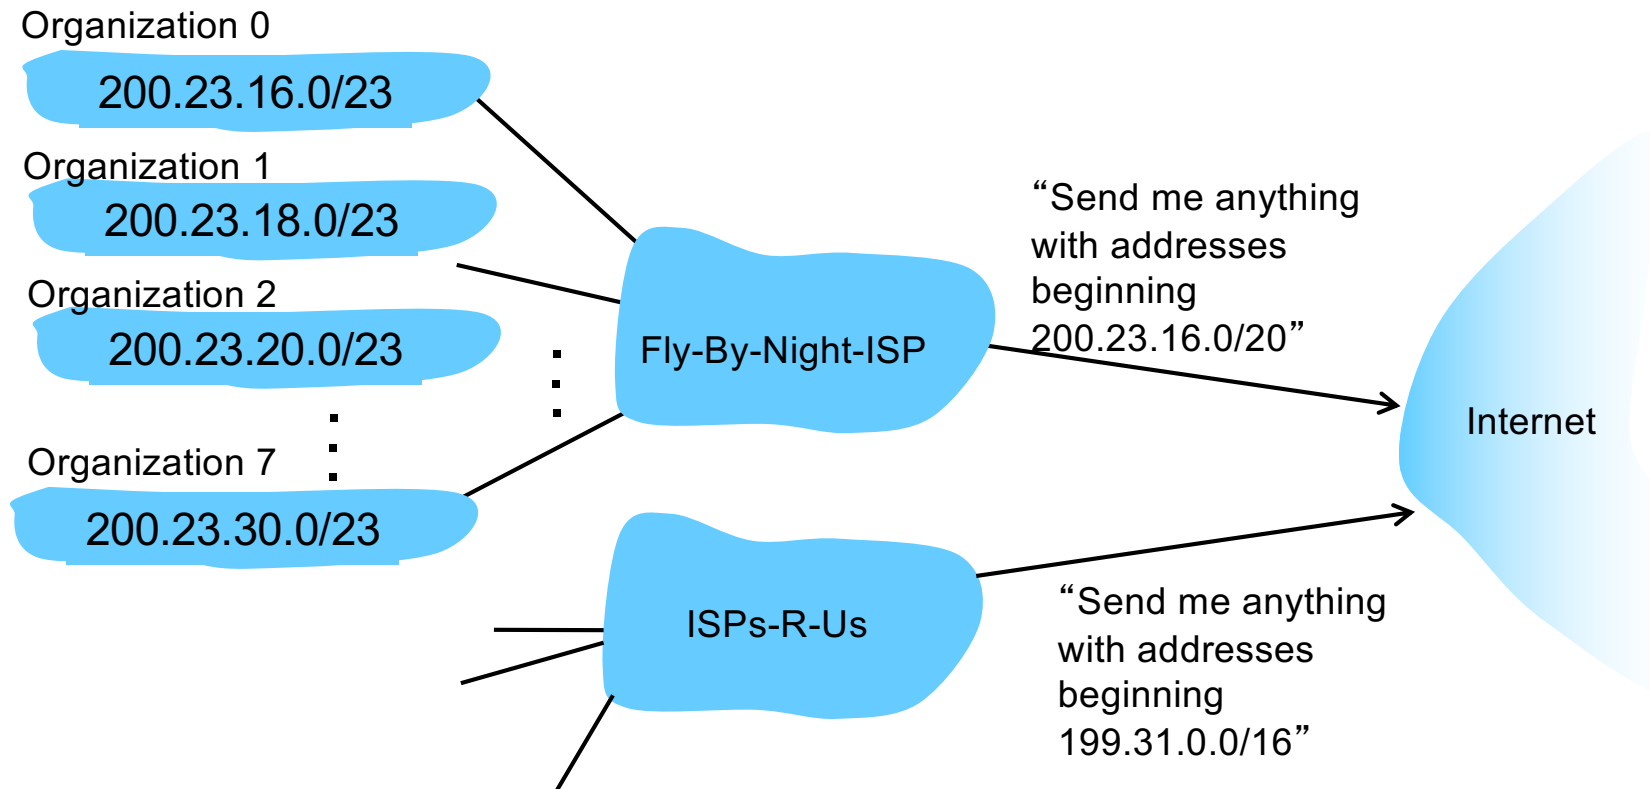 Organization 0
200.23.16.0/23
Organization 1
200.23.18.0/23
Organization 2
200.23.20.0/23
Organization 7
200.23.30.0/23
Fly-By-Night-ISP
“Send me anything
with addresses
beginning
200.23.16.0/20”
Internet
ISPs-R-Us
“Send me anything
with addresses
beginning
199.31.0.0/16”